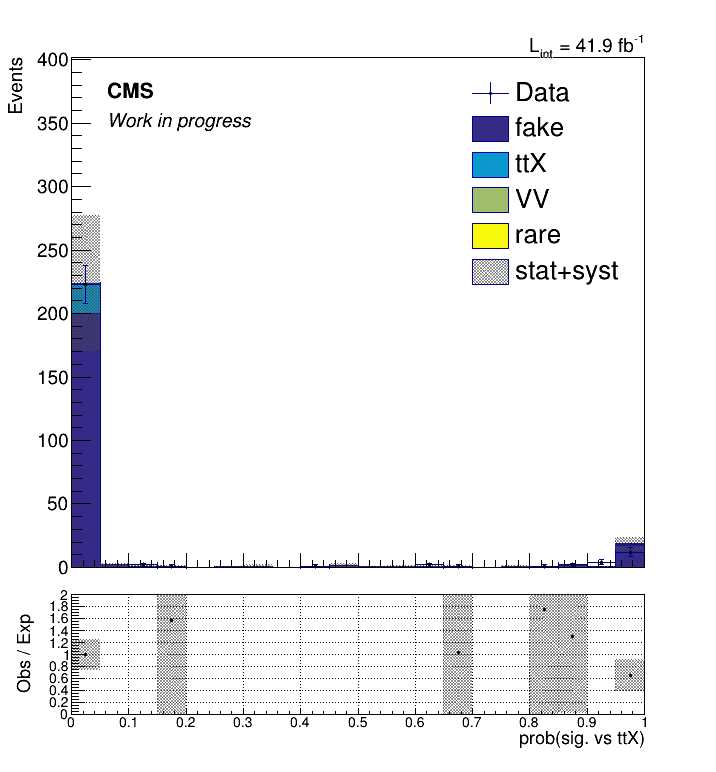 L_int = 41.9 fb^-1
Events
CMS
Work in progress
Data
fake
ttX
VV
rare
stat+syst
400
350
300
250
200
150
100
50
0
Obs / Exp
2
1.8
1.6
1.4
1.2
1
0.8
0.6
0.4
0.2
0
0 0.1 0.2 0.3 0.4 0.5 0.6 0.7 0.8 0.9 1
prob(sig. vs ttX)